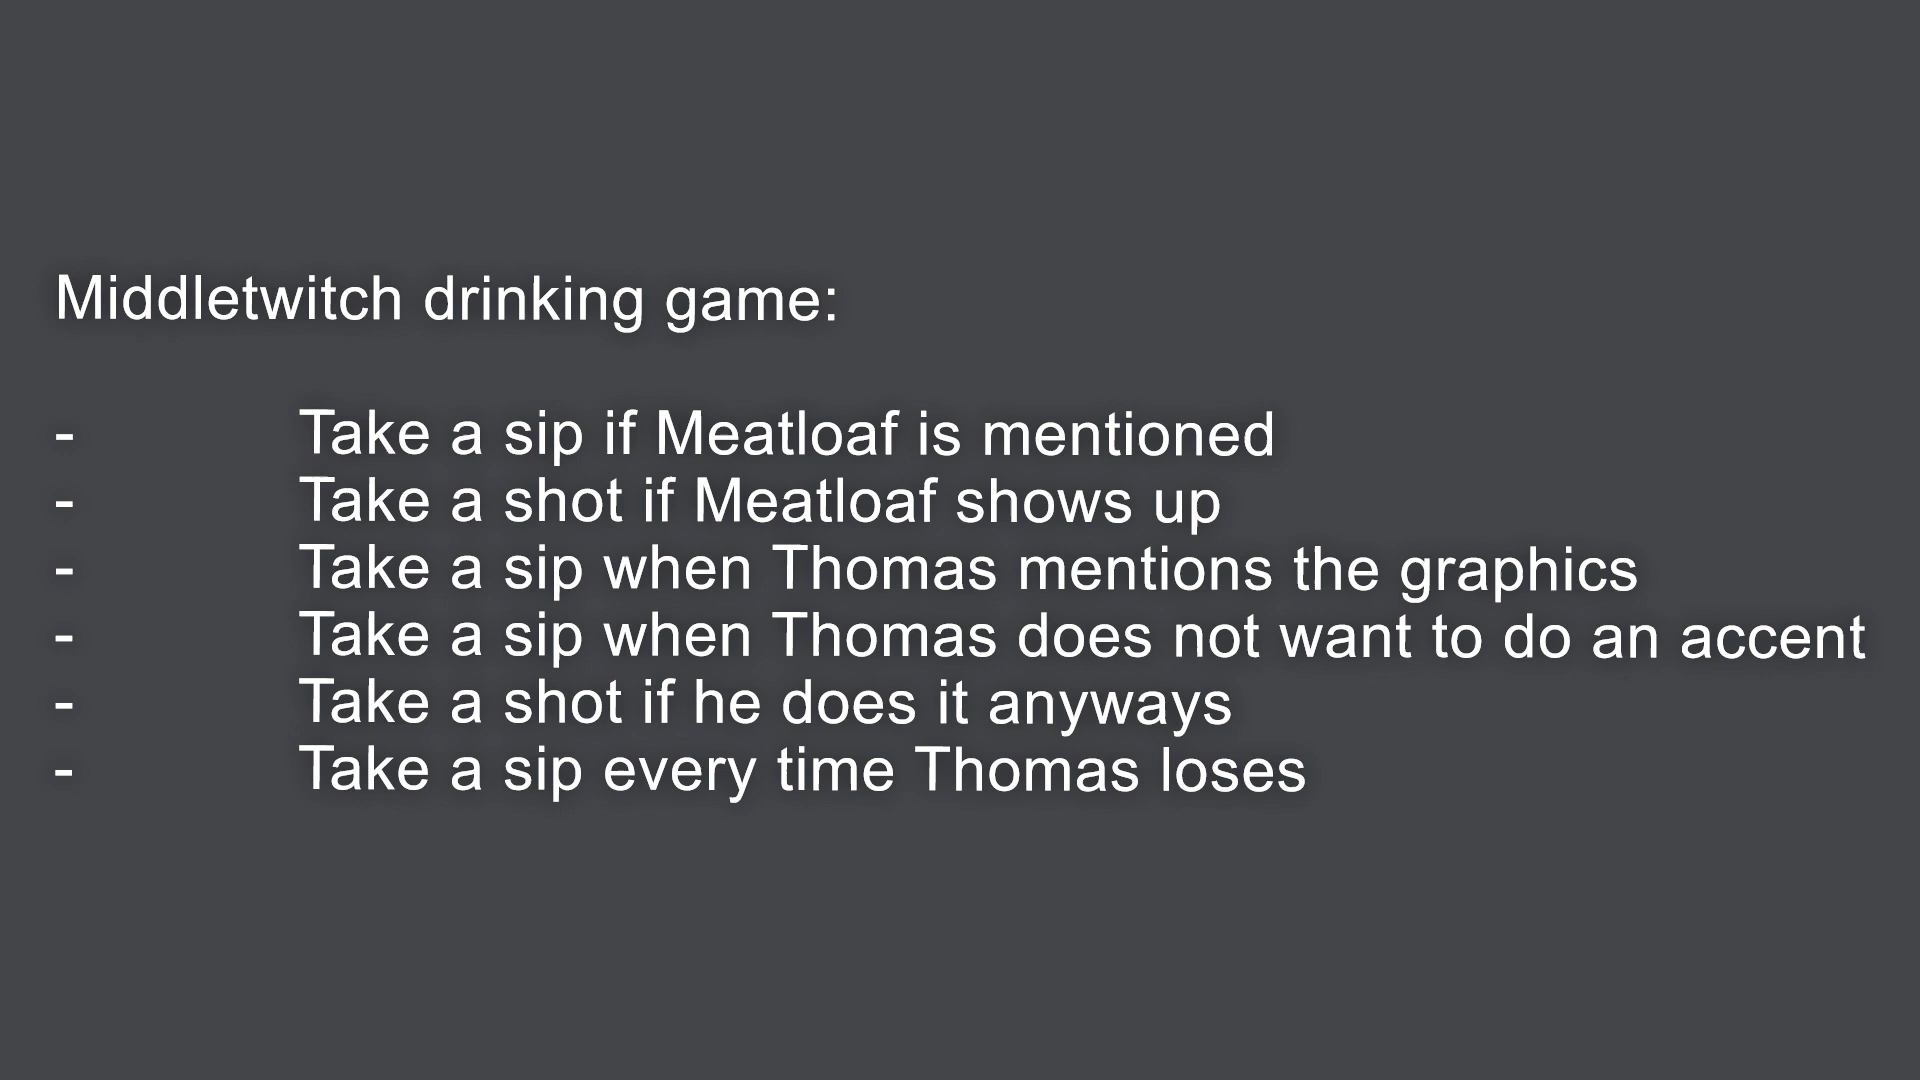 Middletwitch drinking game:
- Take a sip if Meatloaf is mentioned
- Take a shot if Meatloaf shows up
- Take a sip when Thomas mentions the graphics
- Take a sip when Thomas does not want to do an accent
- Take a shot if he does it anyways
- Take a sip every time Thomas loses